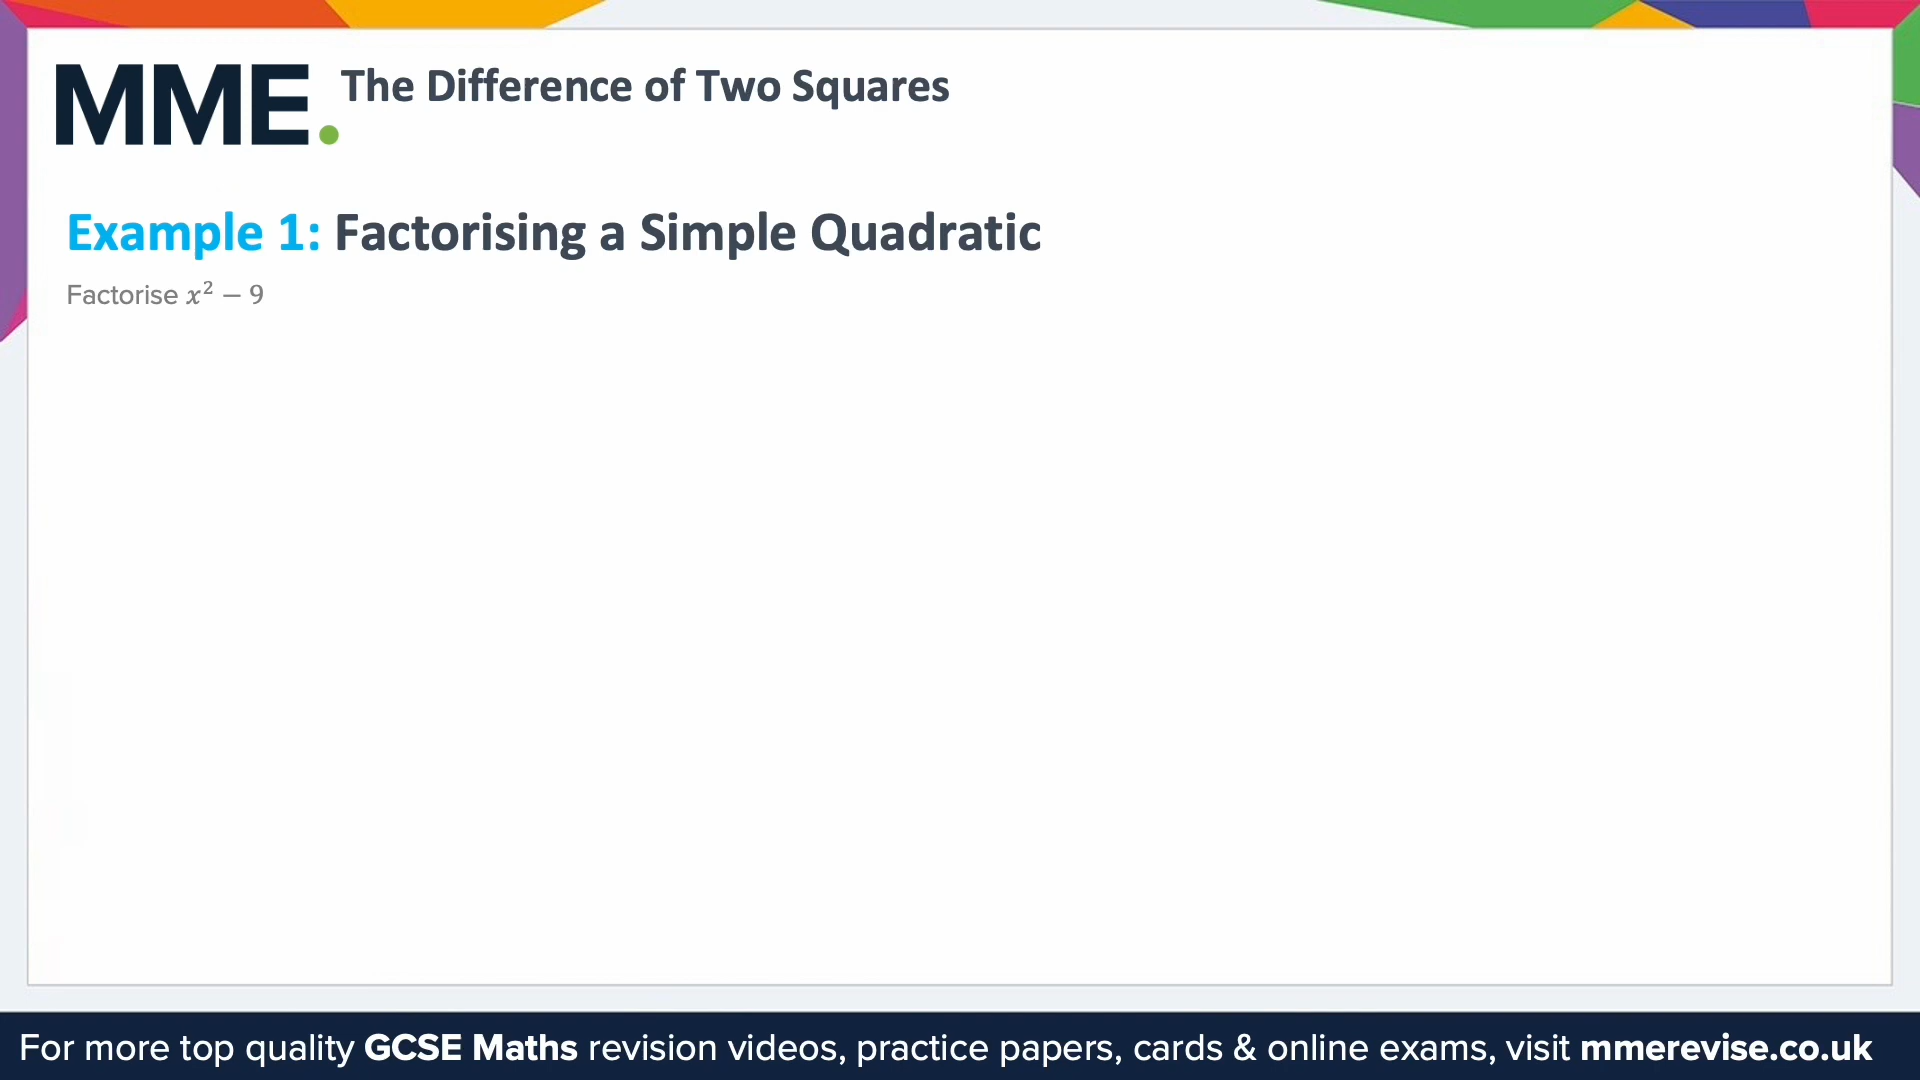 MME. The Difference of Two Squares
Example 1: Factorising a Simple Quadratic
Factorise x² − 9
For more top quality GCSE Maths revision videos, practice papers, cards & online exams, visit mmerevise.co.uk